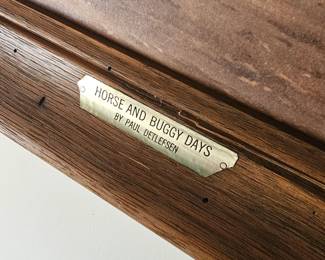 HORSE AND BUGGY DAYS
BY PAUL DETLEFSEN